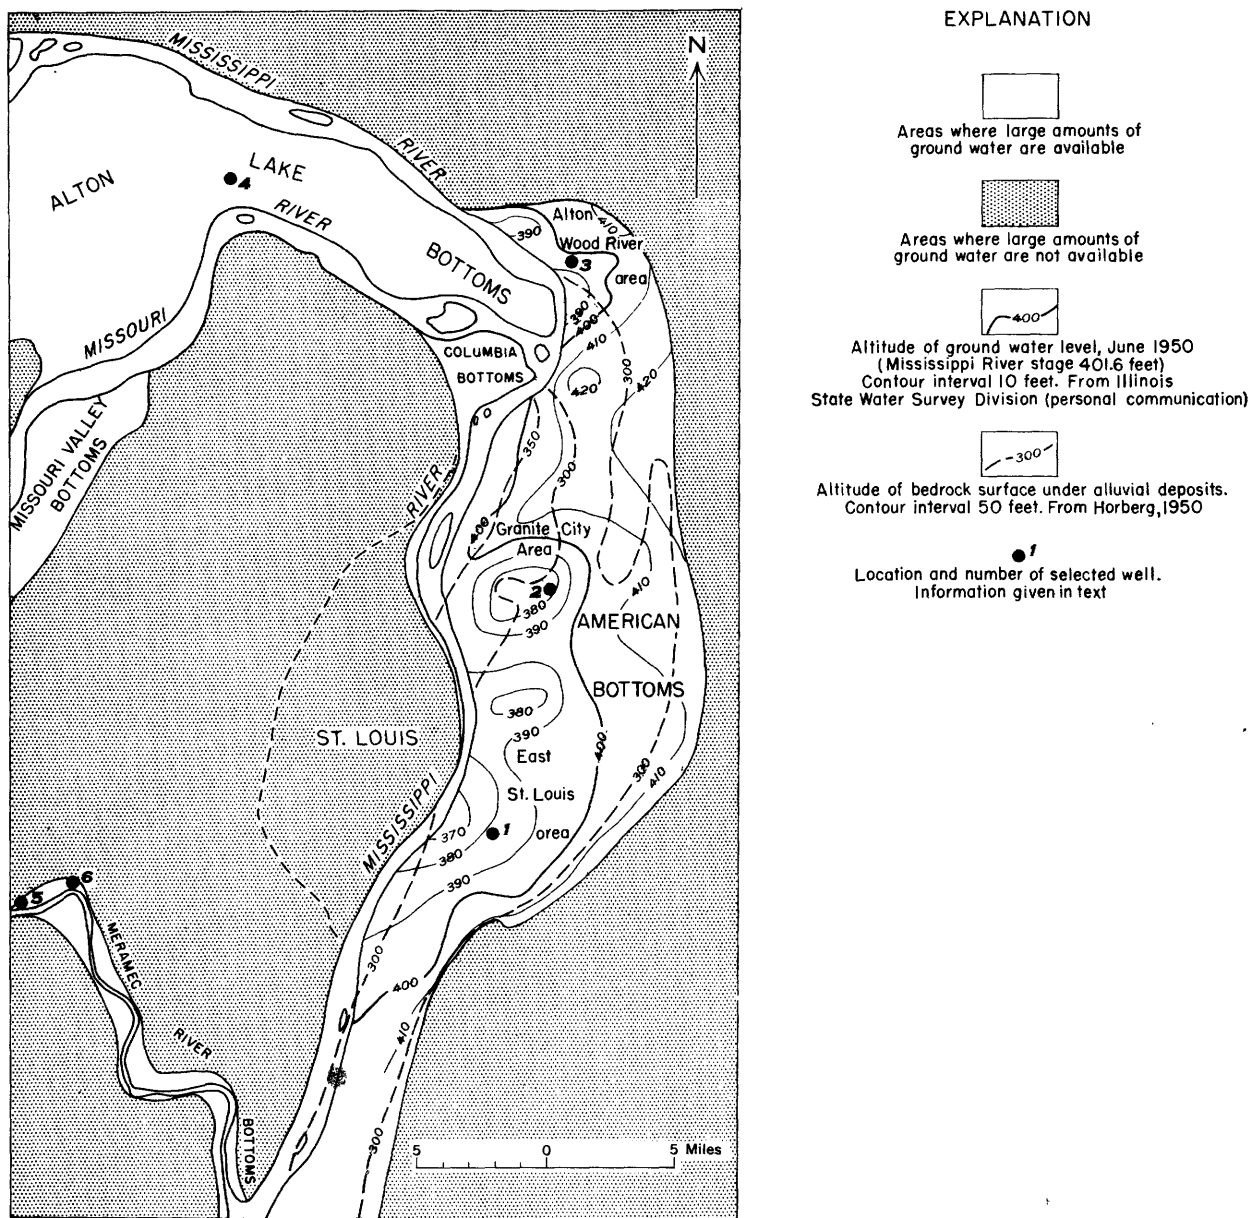 MISSISSIPPI
RIVER
N
ALTON
LAKE
4
RIVER
BOTTOMS
MISSOURI
COLUMBIA
BOTTOMS
MISSOURI VALLEY
BOTTOMS
Alton
410
390
Wood River
3
area
390
400
410
300
420
420
350
300
RIVER
400
Granite City
Area
410
2
380
390
AMERICAN
BOTTOMS
380
390
ST. LOUIS
East
400
St. Louis
300
410
MISSISSIPPI
370
1
area
380
390
6
5
MERAMEC
RIVER
BOTTOMS
300
400
410
300
5 0 5 Miles
EXPLANATION
Areas where large amounts of
ground water are available
Areas where large amounts of
ground water are not available
400
Altitude of ground water level, June 1950
(Mississippi River stage 401.6 feet)
Contour interval 10 feet. From Illinois
State Water Survey Division (personal communication)
300
Altitude of bedrock surface under alluvial deposits.
Contour interval 50 feet. From Horberg,1950
1
Location and number of selected well.
Information given in text